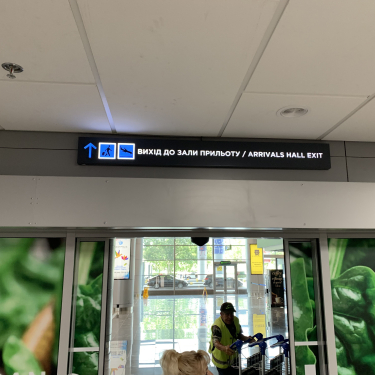 ВИХІД ДО ЗАЛИ ПРИЛЬОТУ / ARRIVALS HALL EXIT